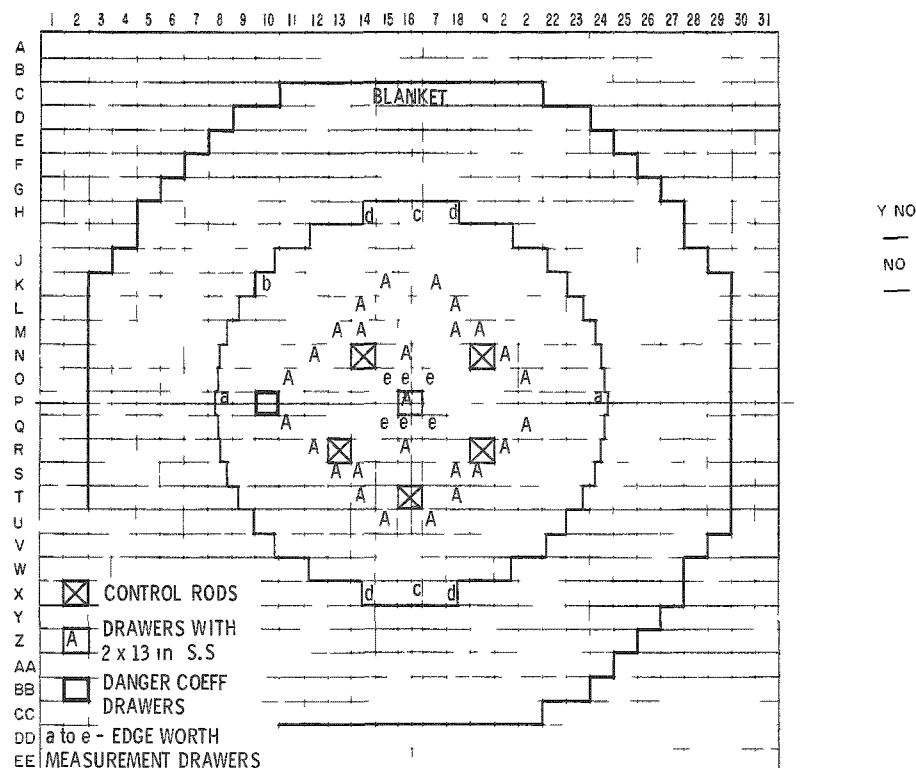 1 2 3 4 5 6 7 8 9 10 11 12 13 14 15 16 17 18 9 2 2 22 23 24 25 26 27 28 29 30 31
A
B
C BLANKET
D
E
F
G
H d c d
J
K b A A
L A A
M A A A A
N A A A
O A e e e A
P a A a
Q A e e e A
R A A A
S A A A A
T A A
U A A
V
W
X d c d
CONTROL RODS
Y
Z
A DRAWERS WITH
2 x 13 in S.S
AA
BB
DANGER COEFF
DRAWERS
CC
DD a to e - EDGE WORTH
EE MEASUREMENT DRAWERS
Y NO
NO